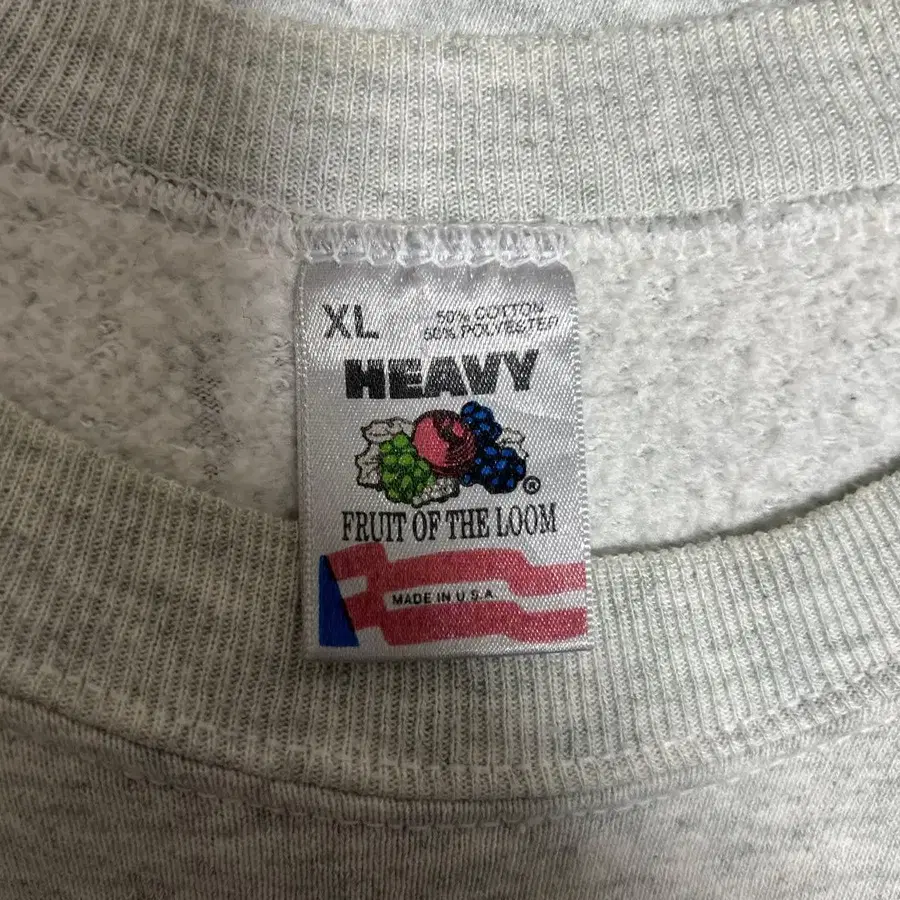 XL
50% COTTON
50% POLYESTER
HEAVY
®
FRUIT OF THE LOOM
MADE IN U.S.A.